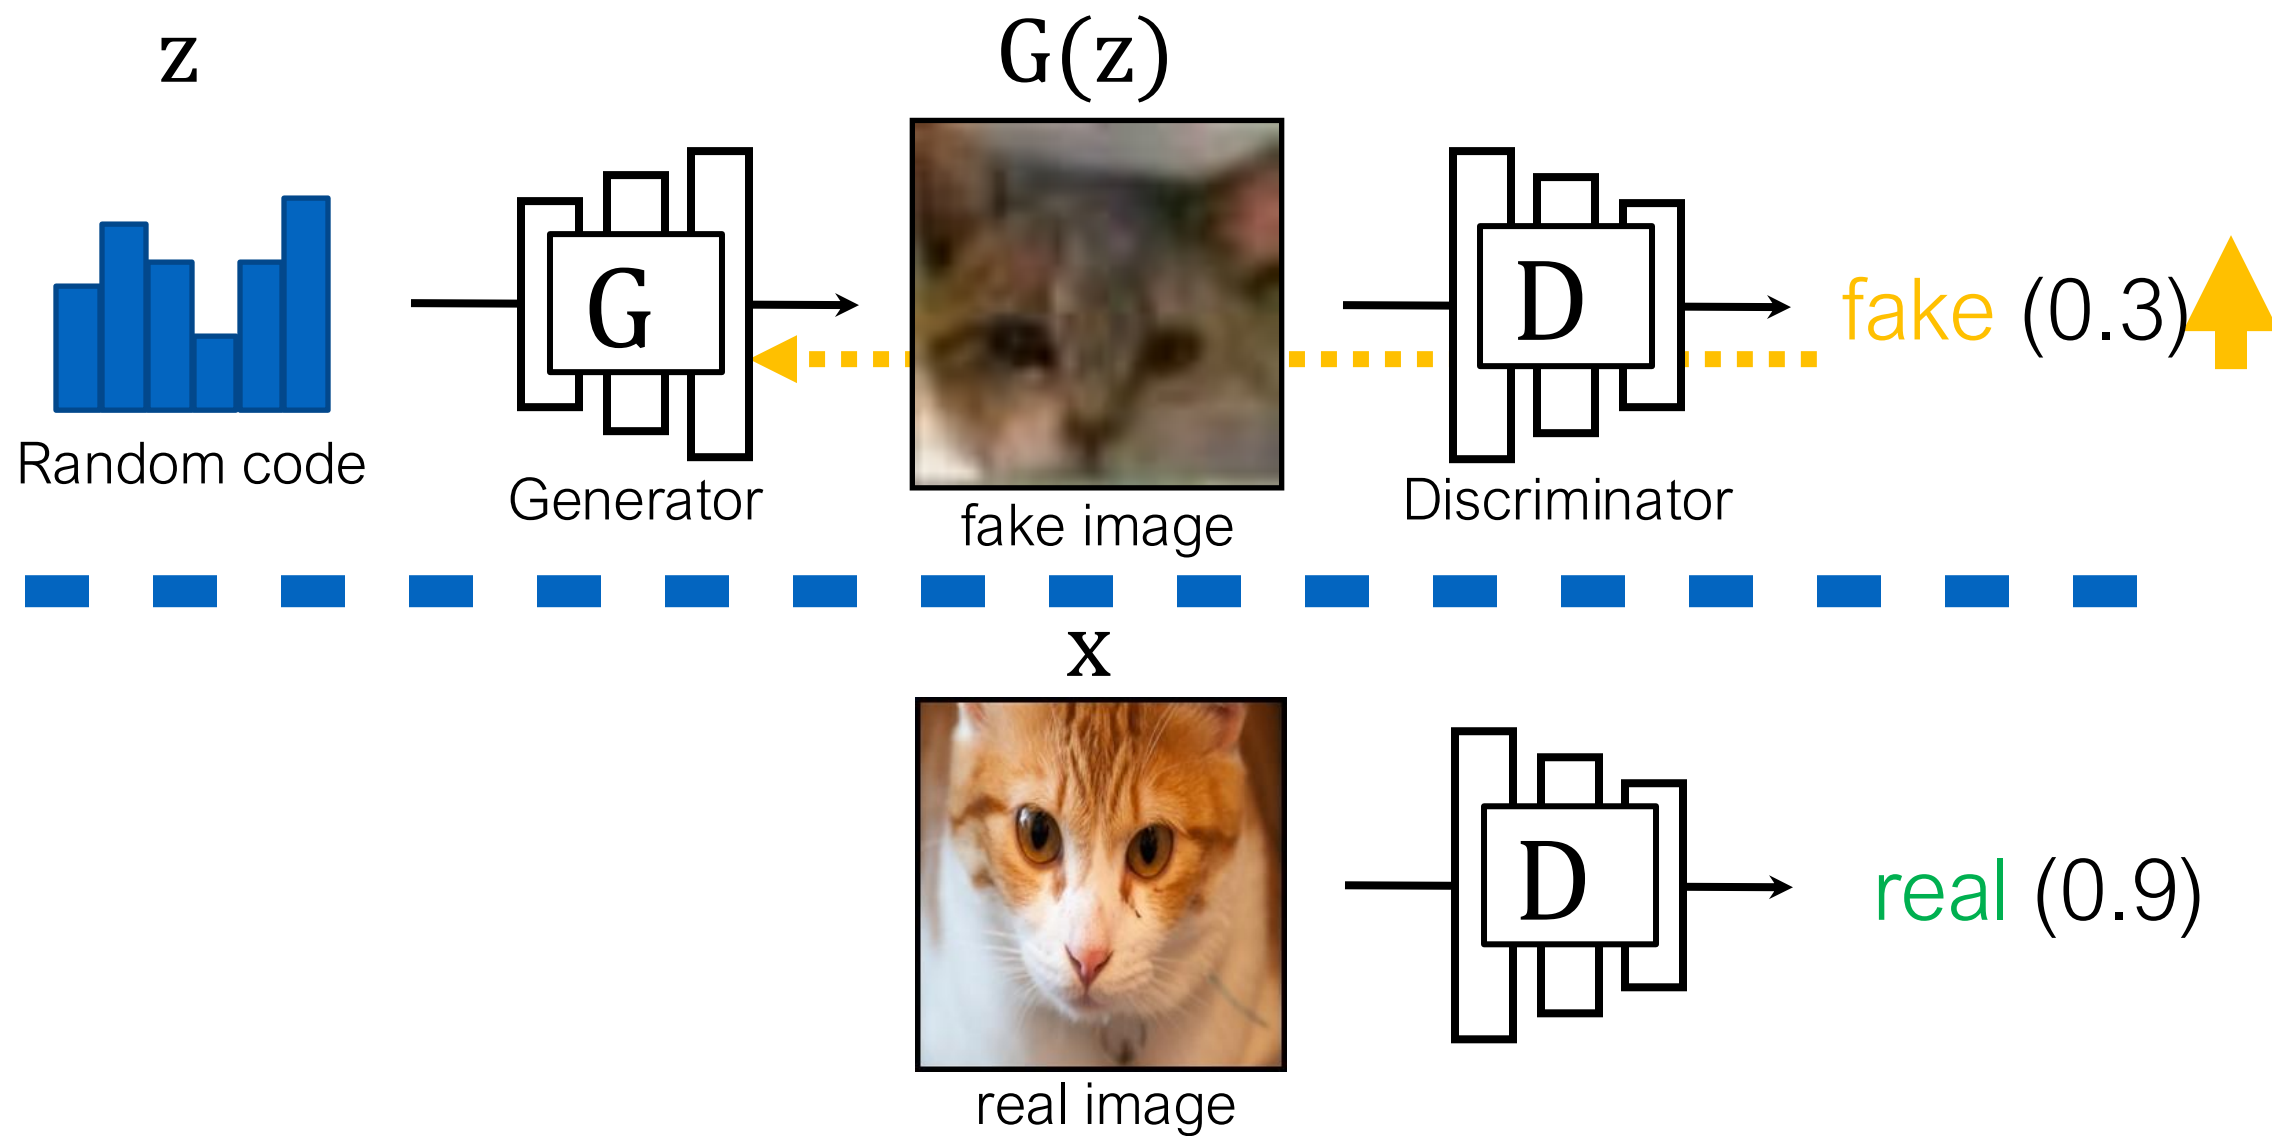 z
G(z)
G
D
fake (0.3)
Random code
Generator
fake image
Discriminator
x
D
real (0.9)
real image